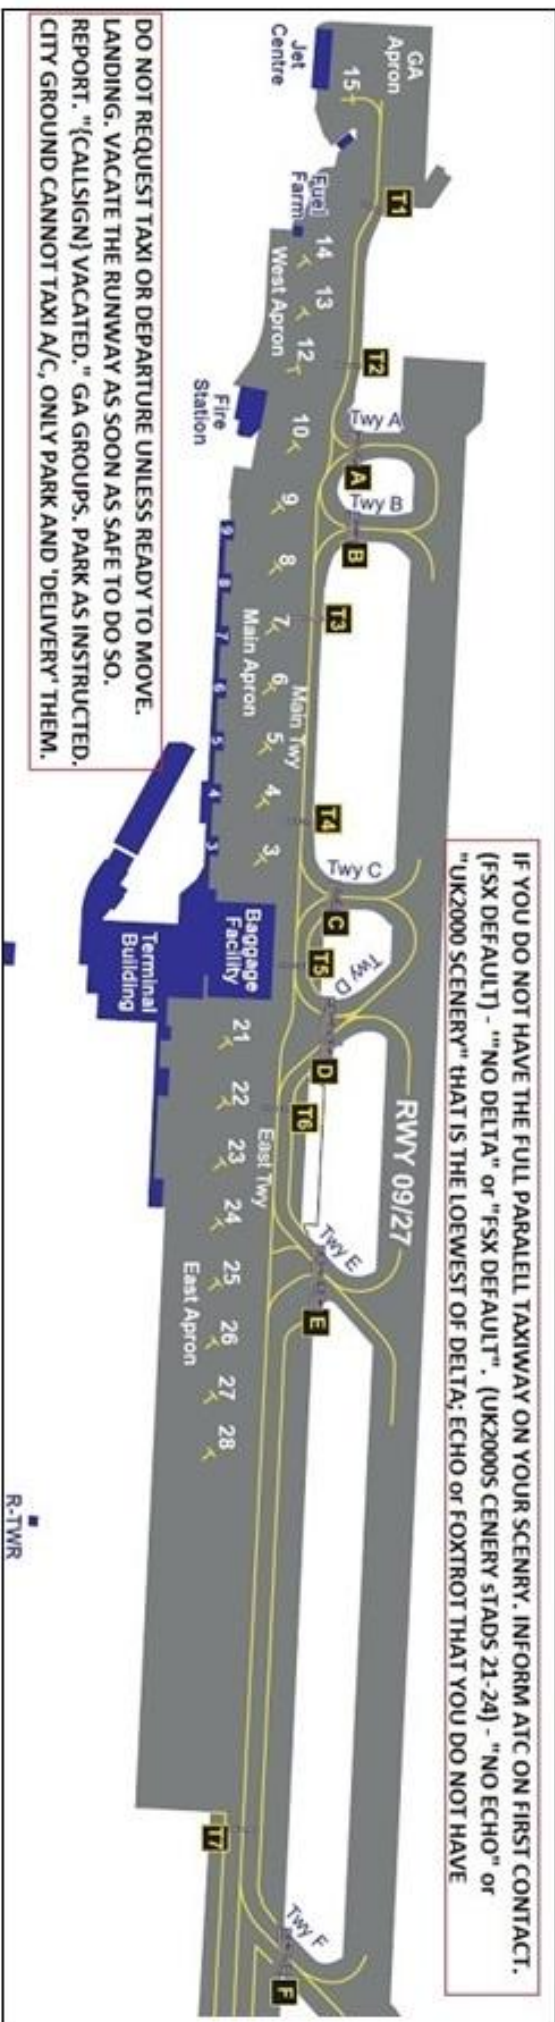 IF YOU DO NOT HAVE THE FULL PARALELL TAXIWAY ON YOUR SCENRY. INFORM ATC ON FIRST CONTACT.
(FSX DEFAULT) - '"NO DELTA" or "FSX DEFAULT". (UK2000S CENERY sTADS 21-24) - "NO ECHO" or
"UK2000 SCENERY" tHAT IS THE LOEWEST OF DELTA; ECHO or FOXTROT THAT YOU DO NOT HAVE
GA
Apron
15
Jet
Centre
T1
Fuel
Farm
14
13
12
West Apron
T2
Fire
Station
Twy A
A
Twy B
B
10
9
8
7
6
5
4
3
Main Apron
Main Twy
T3
T4
9
8
7
6
5
4
3
Twy C
C
T5
Twy D
D
Baggage
Facility
Terminal
Building
RWY 09/27
T6
East Twy
Twy E
E
21
22
23
24
25
26
27
28
East Apron
R-TWR
T7
Twy F
F
DO NOT REQUEST TAXI OR DEPARTURE UNLESS READY TO MOVE.
LANDING. VACATE THE RUNWAY AS SOON AS SAFE TO DO SO.
REPORT. "{CALLSIGN} VACATED." GA GROUPS. PARK AS INSTRUCTED.
CITY GROUND CANNOT TAXI A/C, ONLY PARK AND 'DELIVERY' THEM.